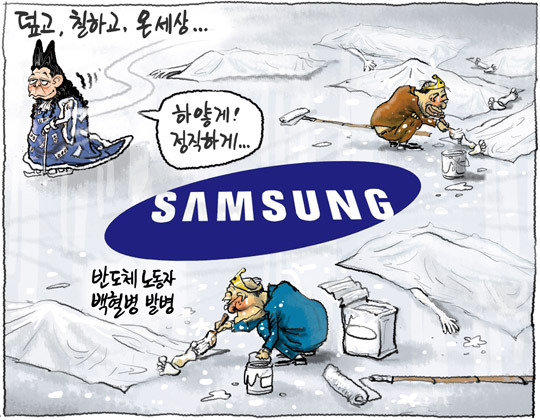 덮고, 칠하고, 온 세상...
하얗게!
정직하게...
SAMSUNG
반도체 노동자
백혈병 발병